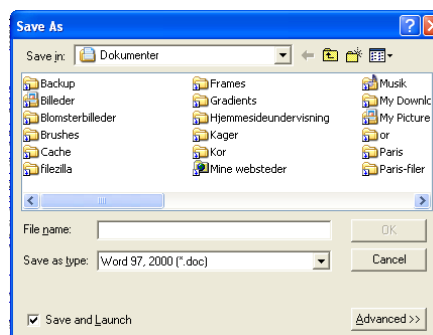 Save As
Save in: Dokumenter
Backup Frames Musik
Billeder Gradients My Downlc
Blomsterbilleder Hjemmesideundervisning My Picture
Brushes Kager or
Cache Kor Paris
filezilla Mine websteder Paris-filer
File name: OK
Save as type: Word 97, 2000 (*.doc) Cancel
Save and Launch Advanced >>